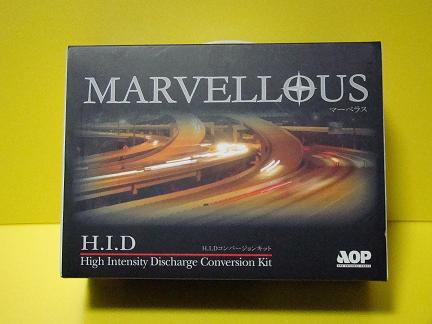 MARVELLOUS
マーベラス
H.I.D
H.I.Dコンバージョンキット
High Intensity Discharge Conversion Kit
AOP